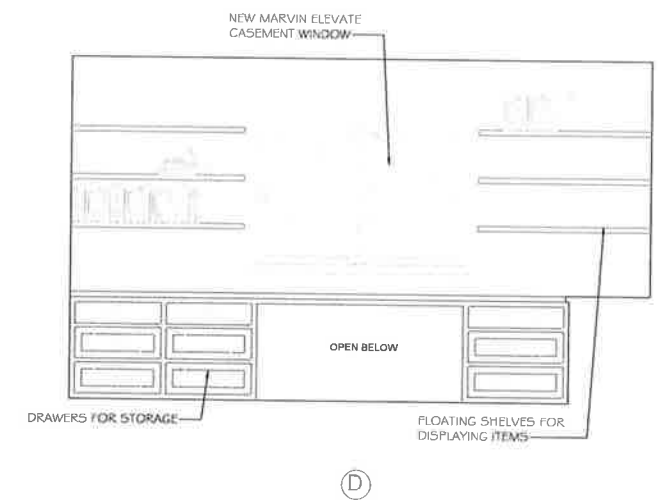 NEW MARVIN ELEVATE
CASEMENT WINDOW
OPEN BELOW
DRAWERS FOR STORAGE
FLOATING SHELVES FOR
DISPLAYING ITEMS
D